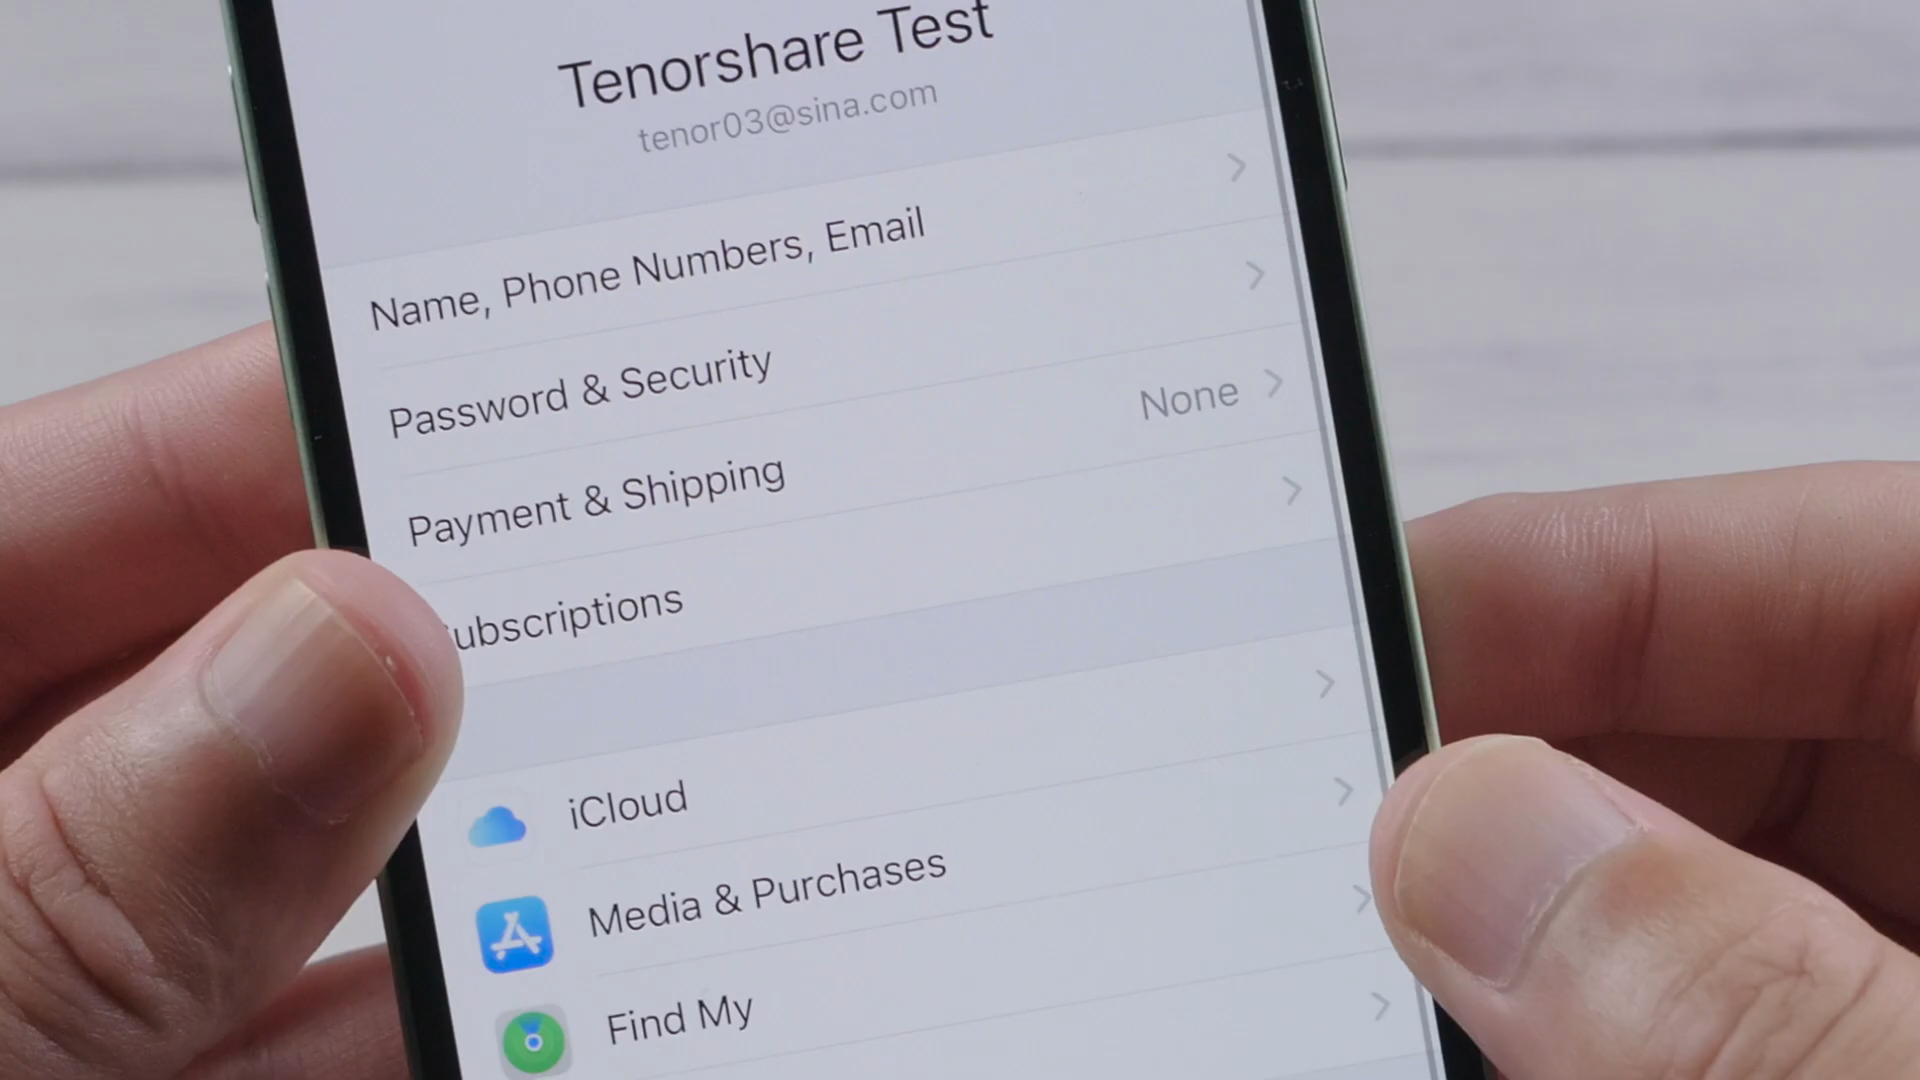 Tenorshare Test
tenor03@sina.com
Name, Phone Numbers, Email
Password & Security
Payment & Shipping None
ubscriptions
iCloud
Media & Purchases
Find My